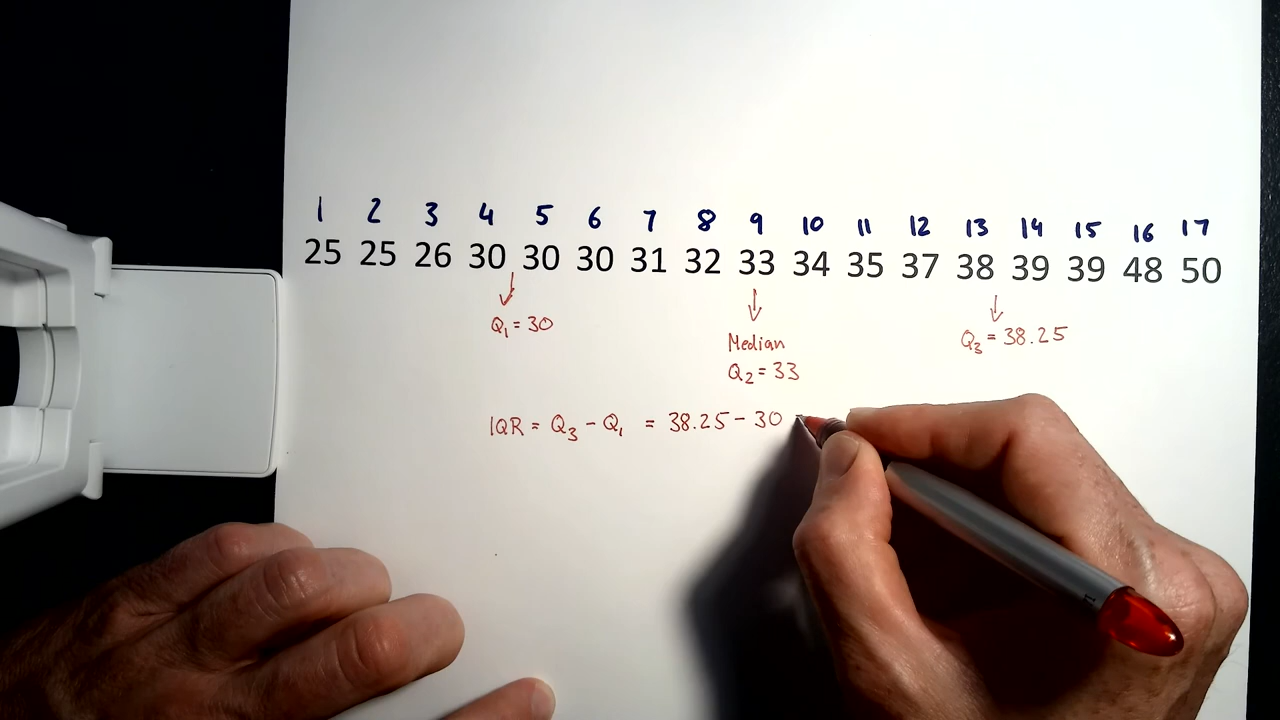 1 2 3 4 5 6 7 8 9 10 11 12 13 14 15 16 17
25 25 26 30 30 30 31 32 33 34 35 37 38 39 39 48 50
Q1 = 30
Median
Q2 = 33
Q3 = 38.25
IQR = Q3 - Q1 = 38.25 - 30